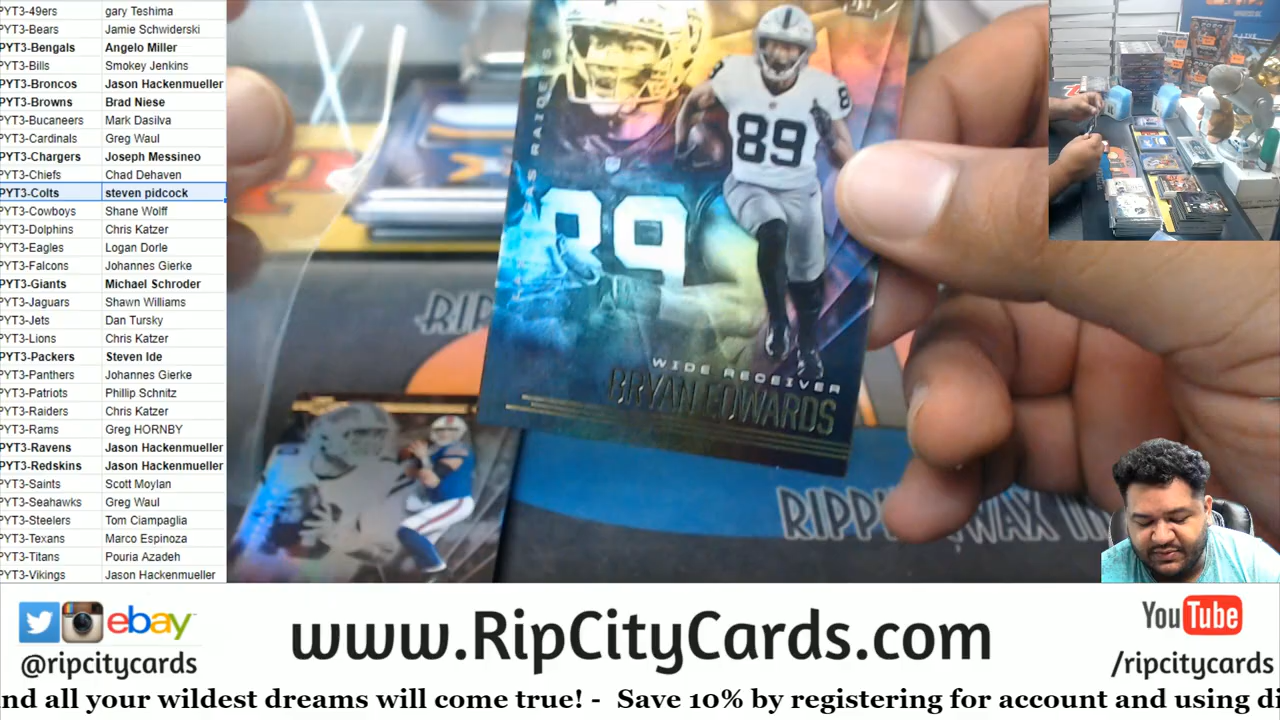 PYT3-49ers gary Teshima
PYT3-Bears Jamie Schwiderski
PYT3-Bengals Angelo Miller
PYT3-Bills Smokey Jenkins
PYT3-Broncos Jason Hackenmueller
PYT3-Browns Brad Niese
PYT3-Bucaneers Mark Dasilva
PYT3-Cardinals Greg Waul
PYT3-Chargers Joseph Messineo
PYT3-Chiefs Chad Dehaven
PYT3-Colts steven pidcock
PYT3-Cowboys Shane Wolff
PYT3-Dolphins Chris Katzer
PYT3-Eagles Logan Dorle
PYT3-Falcons Johannes Gierke
PYT3-Giants Michael Schroder
PYT3-Jaguars Shawn Williams
PYT3-Jets Dan Tursky
PYT3-Lions Chris Katzer
PYT3-Packers Steven Ide
PYT3-Panthers Johannes Gierke
PYT3-Patriots Phillip Schnitz
PYT3-Raiders Chris Katzer
PYT3-Rams Greg HORNBY
PYT3-Ravens Jason Hackenmueller
PYT3-Redskins Jason Hackenmueller
PYT3-Saints Scott Moylan
PYT3-Seahawks Greg Waul
PYT3-Steelers Tom Ciampaglia
PYT3-Texans Marco Espinoza
PYT3-Titans Pouria Azadeh
PYT3-Vikings Jason Hackenmueller
RAIDERS
89
89
89
WIDE RECEIVER
BRYAN EDWARDS
RIP
RIPPI WAX
ebay
@ripcitycards
www.RipCityCards.com
YouTube
/ripcitycards
nd all your wildest dreams will come true! - Save 10% by registering for account and using di